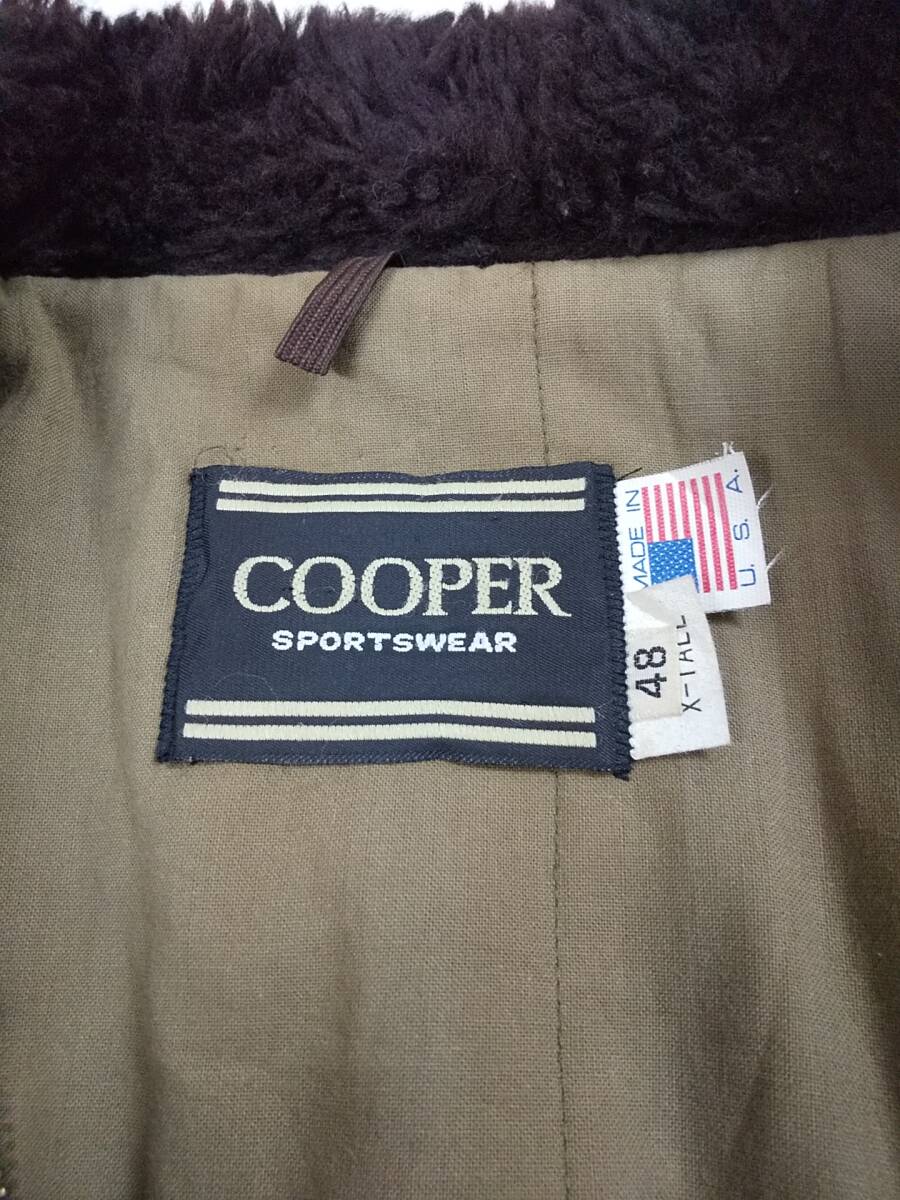 COOPER
SPORTSWEAR
MADE IN
U. S. A.
48
X-TALL